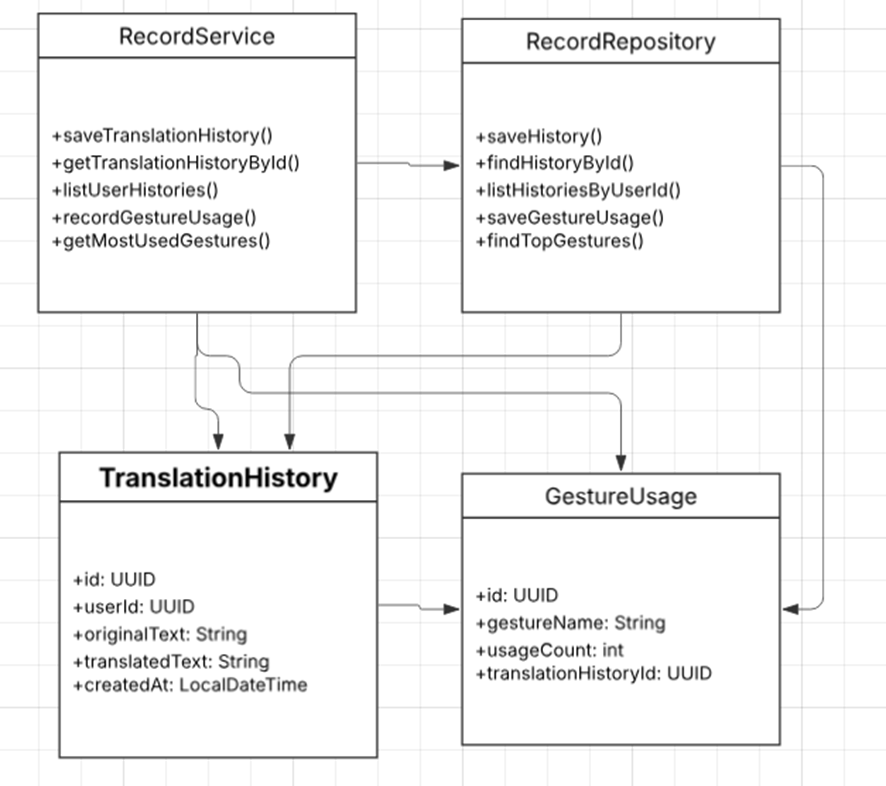 RecordService
+saveTranslationHistory()
+getTranslationHistoryById()
+listUserHistories()
+recordGestureUsage()
+getMostUsedGestures()
RecordRepository
+saveHistory()
+findHistoryById()
+listHistoriesByUserId()
+saveGestureUsage()
+findTopGestures()
TranslationHistory
+id: UUID
+userId: UUID
+originalText: String
+translatedText: String
+createdAt: LocalDateTime
GestureUsage
+id: UUID
+gestureName: String
+usageCount: int
+translationHistoryId: UUID